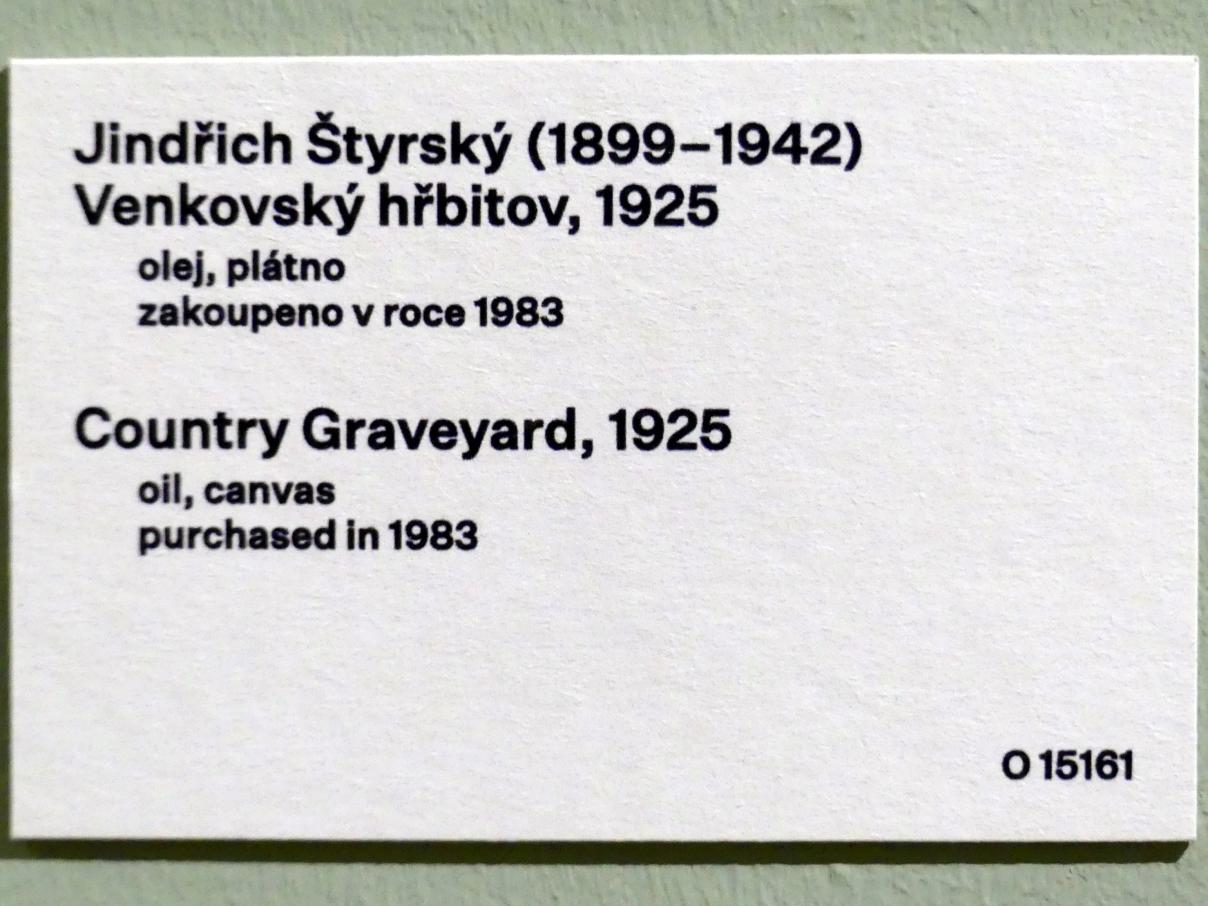 Jindřich Štyrský (1899–1942)
Venkovský hřbitov, 1925
olej, plátno
zakoupeno v roce 1983
Country Graveyard, 1925
oil, canvas
purchased in 1983
O 15161